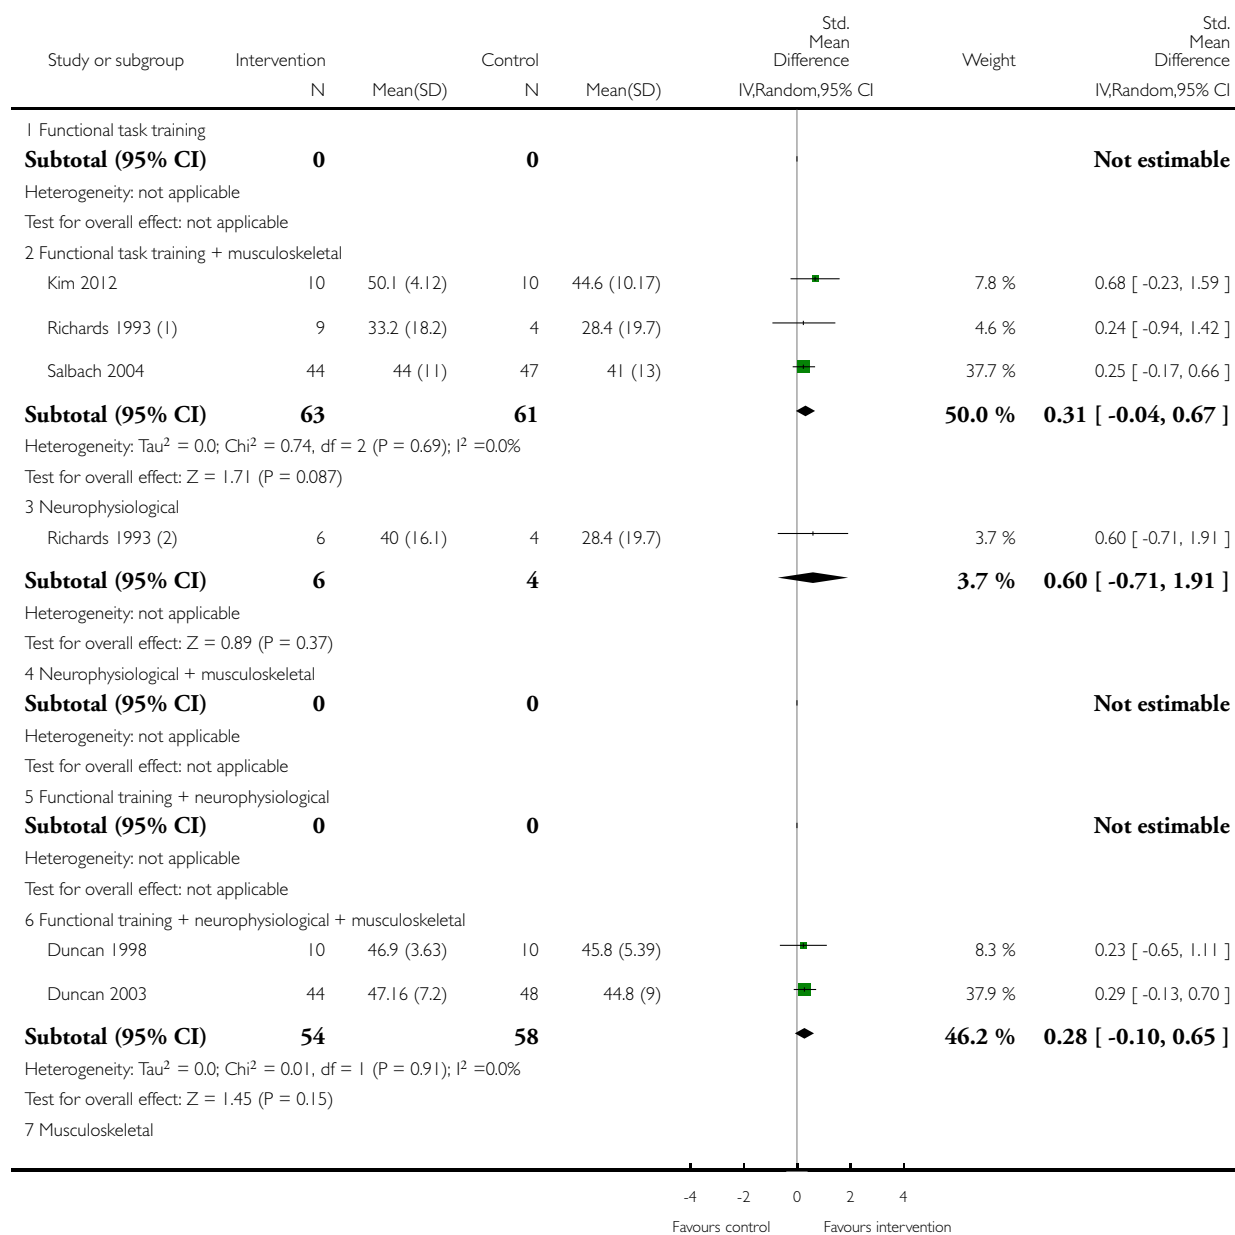 Study or subgroup Intervention Control Std. Mean Difference Weight Std. Mean Difference
N Mean(SD) N Mean(SD) IV,Random,95% CI IV,Random,95% CI
1 Functional task training
Subtotal (95% CI) 0 0 Not estimable
Heterogeneity: not applicable
Test for overall effect: not applicable
2 Functional task training + musculoskeletal
Kim 2012 10 50.1 (4.12) 10 44.6 (10.17) 7.8 % 0.68 [ -0.23, 1.59 ]
Richards 1993 (1) 9 33.2 (18.2) 4 28.4 (19.7) 4.6 % 0.24 [ -0.94, 1.42 ]
Salbach 2004 44 44 (11) 47 41 (13) 37.7 % 0.25 [ -0.17, 0.66 ]
Subtotal (95% CI) 63 61 50.0 % 0.31 [ -0.04, 0.67 ]
Heterogeneity: Tau² = 0.0; Chi² = 0.74, df = 2 (P = 0.69); I² =0.0%
Test for overall effect: Z = 1.71 (P = 0.087)
3 Neurophysiological
Richards 1993 (2) 6 40 (16.1) 4 28.4 (19.7) 3.7 % 0.60 [ -0.71, 1.91 ]
Subtotal (95% CI) 6 4 3.7 % 0.60 [ -0.71, 1.91 ]
Heterogeneity: not applicable
Test for overall effect: Z = 0.89 (P = 0.37)
4 Neurophysiological + musculoskeletal
Subtotal (95% CI) 0 0 Not estimable
Heterogeneity: not applicable
Test for overall effect: not applicable
5 Functional training + neurophysiological
Subtotal (95% CI) 0 0 Not estimable
Heterogeneity: not applicable
Test for overall effect: not applicable
6 Functional training + neurophysiological + musculoskeletal
Duncan 1998 10 46.9 (3.63) 10 45.8 (5.39) 8.3 % 0.23 [ -0.65, 1.11 ]
Duncan 2003 44 47.16 (7.2) 48 44.8 (9) 37.9 % 0.29 [ -0.13, 0.70 ]
Subtotal (95% CI) 54 58 46.2 % 0.28 [ -0.10, 0.65 ]
Heterogeneity: Tau² = 0.0; Chi² = 0.01, df = 1 (P = 0.91); I² =0.0%
Test for overall effect: Z = 1.45 (P = 0.15)
7 Musculoskeletal
-4 -2 0 2 4
Favours control Favours intervention